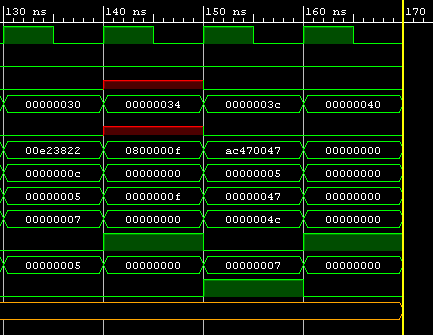 130 ns 140 ns 150 ns 160 ns 170
00000030 00000034 0000003c 00000040
00e23822 0800000f ac470047 00000000
0000000c 00000000 00000005 00000000
00000005 0000000f 00000047 00000000
00000007 00000000 0000004c 00000000
00000005 00000000 00000007 00000000